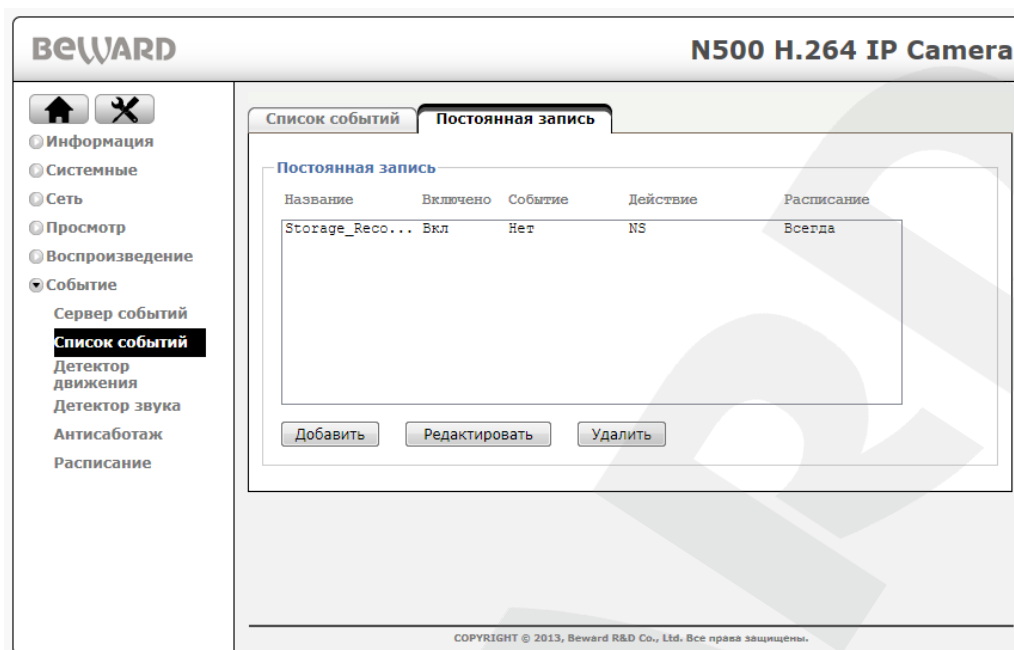 BEWARD
N500 H.264 IP Camera
Информация
Системные
Сеть
Просмотр
Воспроизведение
Событие
Сервер событий
Список событий
Детектор
движения
Детектор звука
Антисаботаж
Расписание
Список событий Постоянная запись
Постоянная запись
Название Включено Событие Действие Расписание
Storage_Reco... Вкл Нет NS Всегда
Добавить Редактировать Удалить
COPYRIGHT © 2013, Beward R&D Co., Ltd. Все права защищены.